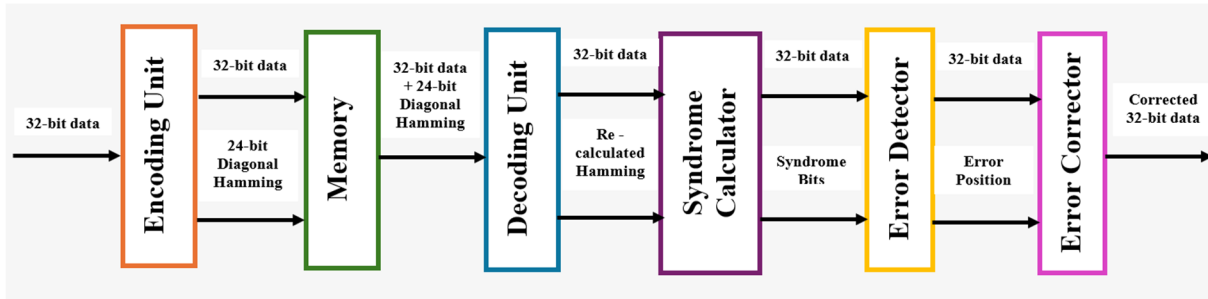 32-bit data
Encoding Unit
32-bit data
24-bit
Diagonal
Hamming
Memory
32-bit data
+ 24-bit
Diagonal
Hamming
Decoding Unit
32-bit data
Re -
calculated
Hamming
Syndrome
Calculator
32-bit data
Syndrome
Bits
Error Detector
32-bit data
Error
Position
Error Corrector
Corrected
32-bit data